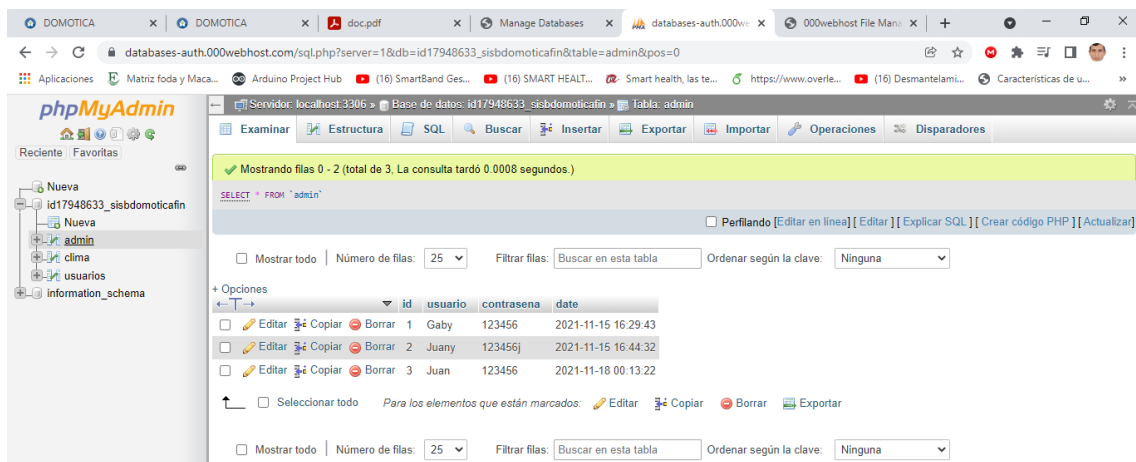 DOMOTICA × DOMOTICA × doc.pdf × Manage Databases × databases-auth.000we × 000webhost File Mana × +
databases-auth.000webhost.com/sql.php?server=1&db=id17948633_sisbdomoticafin&table=admin&pos=0
Aplicaciones Matriz foda y Maca... Arduino Project Hub (16) SmartBand Ges... (16) SMART HEALT... Smart health, las te... https://www.overle... (16) Desmantelami... Características de u... »
phpMyAdmin
Reciente Favoritas
Nueva
id17948633_sisbdomoticafin
Nueva
admin
clima
usuarios
information_schema
Servidor: localhost:3306 » Base de datos: id17948633_sisbdomoticafin » Tabla: admin
Examinar Estructura SQL Buscar Insertar Exportar Importar Operaciones Disparadores
Mostrando filas 0 - 2 (total de 3, La consulta tardó 0.0008 segundos.)
SELECT * FROM `admin`
Perfilando [Editar en línea] [ Editar ] [ Explicar SQL ] [ Crear código PHP ] [ Actualizar]
Mostrar todo | Número de filas: 25 Filtrar filas: Buscar en esta tabla Ordenar según la clave: Ninguna
+ Opciones
←T→ id usuario contrasena date
Editar Copiar Borrar 1 Gaby 123456 2021-11-15 16:29:43
Editar Copiar Borrar 2 Juany 123456j 2021-11-15 16:44:32
Editar Copiar Borrar 3 Juan 123456 2021-11-18 00:13:22
Seleccionar todo Para los elementos que están marcados: Editar Copiar Borrar Exportar
Mostrar todo | Número de filas: 25 Filtrar filas: Buscar en esta tabla Ordenar según la clave: Ninguna